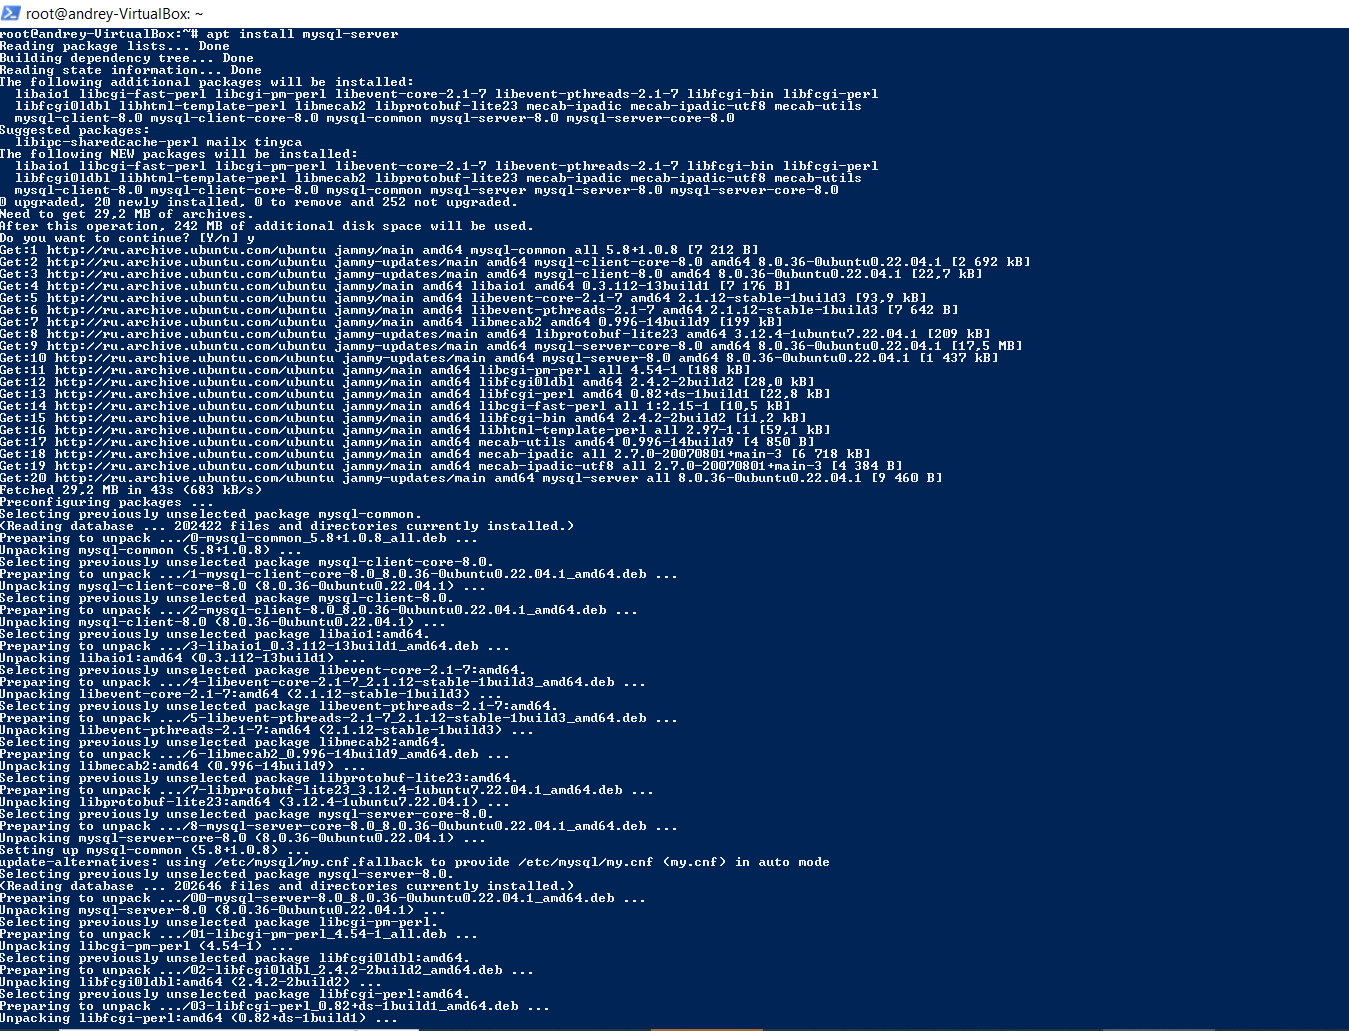 root@andrey-VirtualBox: ~
root@andrey-VirtualBox:~# apt install mysql-server
Reading package lists... Done
Building dependency tree... Done
Reading state information... Done
The following additional packages will be installed:
  libaio1 libcgi-fast-perl libcgi-pm-perl libevent-core-2.1-7 libevent-pthreads-2.1-7 libfcgi-bin libfcgi-perl
  libfcgi0ldbl libhtml-template-perl libmecab2 libprotobuf-lite23 mecab-ipadic mecab-ipadic-utf8 mecab-utils
  mysql-client-8.0 mysql-client-core-8.0 mysql-common mysql-server-8.0 mysql-server-core-8.0
Suggested packages:
  libipc-sharedcache-perl mailx tinyca
The following NEW packages will be installed:
  libaio1 libcgi-fast-perl libcgi-pm-perl libevent-core-2.1-7 libevent-pthreads-2.1-7 libfcgi-bin libfcgi-perl
  libfcgi0ldbl libhtml-template-perl libmecab2 libprotobuf-lite23 mecab-ipadic mecab-ipadic-utf8 mecab-utils
  mysql-client-8.0 mysql-client-core-8.0 mysql-common mysql-server mysql-server-8.0 mysql-server-core-8.0
0 upgraded, 20 newly installed, 0 to remove and 252 not upgraded.
Need to get 29,2 MB of archives.
After this operation, 242 MB of additional disk space will be used.
Do you want to continue? [Y/n] y
Get:1 http://ru.archive.ubuntu.com/ubuntu jammy/main amd64 mysql-common all 5.8+1.0.8 [7 212 B]
Get:2 http://ru.archive.ubuntu.com/ubuntu jammy-updates/main amd64 mysql-client-core-8.0 amd64 8.0.36-0ubuntu0.22.04.1 [2 692 kB]
Get:3 http://ru.archive.ubuntu.com/ubuntu jammy-updates/main amd64 mysql-client-8.0 amd64 8.0.36-0ubuntu0.22.04.1 [22,7 kB]
Get:4 http://ru.archive.ubuntu.com/ubuntu jammy/main amd64 libaio1 amd64 0.3.112-13build1 [7 176 B]
Get:5 http://ru.archive.ubuntu.com/ubuntu jammy/main amd64 libevent-core-2.1-7 amd64 2.1.12-stable-1build3 [93,9 kB]
Get:6 http://ru.archive.ubuntu.com/ubuntu jammy/main amd64 libevent-pthreads-2.1-7 amd64 2.1.12-stable-1build3 [7 642 B]
Get:7 http://ru.archive.ubuntu.com/ubuntu jammy/main amd64 libmecab2 amd64 0.996-14build9 [199 kB]
Get:8 http://ru.archive.ubuntu.com/ubuntu jammy-updates/main amd64 libprotobuf-lite23 amd64 3.12.4-1ubuntu7.22.04.1 [209 kB]
Get:9 http://ru.archive.ubuntu.com/ubuntu jammy-updates/main amd64 mysql-server-core-8.0 amd64 8.0.36-0ubuntu0.22.04.1 [17,5 MB]
Get:10 http://ru.archive.ubuntu.com/ubuntu jammy-updates/main amd64 mysql-server-8.0 amd64 8.0.36-0ubuntu0.22.04.1 [1 437 kB]
Get:11 http://ru.archive.ubuntu.com/ubuntu jammy/main amd64 libcgi-pm-perl all 4.54-1 [188 kB]
Get:12 http://ru.archive.ubuntu.com/ubuntu jammy/main amd64 libfcgi0ldbl amd64 2.4.2-2build2 [28,0 kB]
Get:13 http://ru.archive.ubuntu.com/ubuntu jammy/main amd64 libfcgi-perl amd64 0.82+ds-1build1 [22,8 kB]
Get:14 http://ru.archive.ubuntu.com/ubuntu jammy/main amd64 libcgi-fast-perl all 1:2.15-1 [10,5 kB]
Get:15 http://ru.archive.ubuntu.com/ubuntu jammy/main amd64 libfcgi-bin amd64 2.4.2-2build2 [11,2 kB]
Get:16 http://ru.archive.ubuntu.com/ubuntu jammy/main amd64 libhtml-template-perl all 2.97-1.1 [59,1 kB]
Get:17 http://ru.archive.ubuntu.com/ubuntu jammy/main amd64 mecab-utils amd64 0.996-14build9 [4 850 B]
Get:18 http://ru.archive.ubuntu.com/ubuntu jammy/main amd64 mecab-ipadic all 2.7.0-20070801+main-3 [6 718 kB]
Get:19 http://ru.archive.ubuntu.com/ubuntu jammy/main amd64 mecab-ipadic-utf8 all 2.7.0-20070801+main-3 [4 384 B]
Get:20 http://ru.archive.ubuntu.com/ubuntu jammy-updates/main amd64 mysql-server all 8.0.36-0ubuntu0.22.04.1 [9 460 B]
Fetched 29,2 MB in 43s (683 kB/s)
Preconfiguring packages ...
Selecting previously unselected package mysql-common.
(Reading database ... 202422 files and directories currently installed.)
Preparing to unpack .../0-mysql-common_5.8+1.0.8_all.deb ...
Unpacking mysql-common (5.8+1.0.8) ...
Selecting previously unselected package mysql-client-core-8.0.
Preparing to unpack .../1-mysql-client-core-8.0_8.0.36-0ubuntu0.22.04.1_amd64.deb ...
Unpacking mysql-client-core-8.0 (8.0.36-0ubuntu0.22.04.1) ...
Selecting previously unselected package mysql-client-8.0.
Preparing to unpack .../2-mysql-client-8.0_8.0.36-0ubuntu0.22.04.1_amd64.deb ...
Unpacking mysql-client-8.0 (8.0.36-0ubuntu0.22.04.1) ...
Selecting previously unselected package libaio1:amd64.
Preparing to unpack .../3-libaio1_0.3.112-13build1_amd64.deb ...
Unpacking libaio1:amd64 (0.3.112-13build1) ...
Selecting previously unselected package libevent-core-2.1-7:amd64.
Preparing to unpack .../4-libevent-core-2.1-7_2.1.12-stable-1build3_amd64.deb ...
Unpacking libevent-core-2.1-7:amd64 (2.1.12-stable-1build3) ...
Selecting previously unselected package libevent-pthreads-2.1-7:amd64.
Preparing to unpack .../5-libevent-pthreads-2.1-7_2.1.12-stable-1build3_amd64.deb ...
Unpacking libevent-pthreads-2.1-7:amd64 (2.1.12-stable-1build3) ...
Selecting previously unselected package libmecab2:amd64.
Preparing to unpack .../6-libmecab2_0.996-14build9_amd64.deb ...
Unpacking libmecab2:amd64 (0.996-14build9) ...
Selecting previously unselected package libprotobuf-lite23:amd64.
Preparing to unpack .../7-libprotobuf-lite23_3.12.4-1ubuntu7.22.04.1_amd64.deb ...
Unpacking libprotobuf-lite23:amd64 (3.12.4-1ubuntu7.22.04.1) ...
Selecting previously unselected package mysql-server-core-8.0.
Preparing to unpack .../8-mysql-server-core-8.0_8.0.36-0ubuntu0.22.04.1_amd64.deb ...
Unpacking mysql-server-core-8.0 (8.0.36-0ubuntu0.22.04.1) ...
Setting up mysql-common (5.8+1.0.8) ...
update-alternatives: using /etc/mysql/my.cnf.fallback to provide /etc/mysql/my.cnf (my.cnf) in auto mode
Selecting previously unselected package mysql-server-8.0.
(Reading database ... 202646 files and directories currently installed.)
Preparing to unpack .../00-mysql-server-8.0_8.0.36-0ubuntu0.22.04.1_amd64.deb ...
Unpacking mysql-server-8.0 (8.0.36-0ubuntu0.22.04.1) ...
Selecting previously unselected package libcgi-pm-perl.
Preparing to unpack .../01-libcgi-pm-perl_4.54-1_all.deb ...
Unpacking libcgi-pm-perl (4.54-1) ...
Selecting previously unselected package libfcgi0ldbl:amd64.
Preparing to unpack .../02-libfcgi0ldbl_2.4.2-2build2_amd64.deb ...
Unpacking libfcgi0ldbl:amd64 (2.4.2-2build2) ...
Selecting previously unselected package libfcgi-perl:amd64.
Preparing to unpack .../03-libfcgi-perl_0.82+ds-1build1_amd64.deb ...
Unpacking libfcgi-perl:amd64 (0.82+ds-1build1) ...